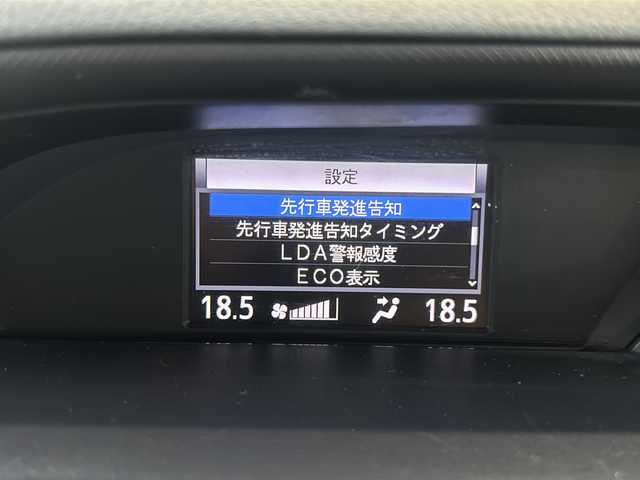 設定
先行車発進告知
先行車発進告知タイミング
LDA警報感度
ECO表示
18.5 18.5